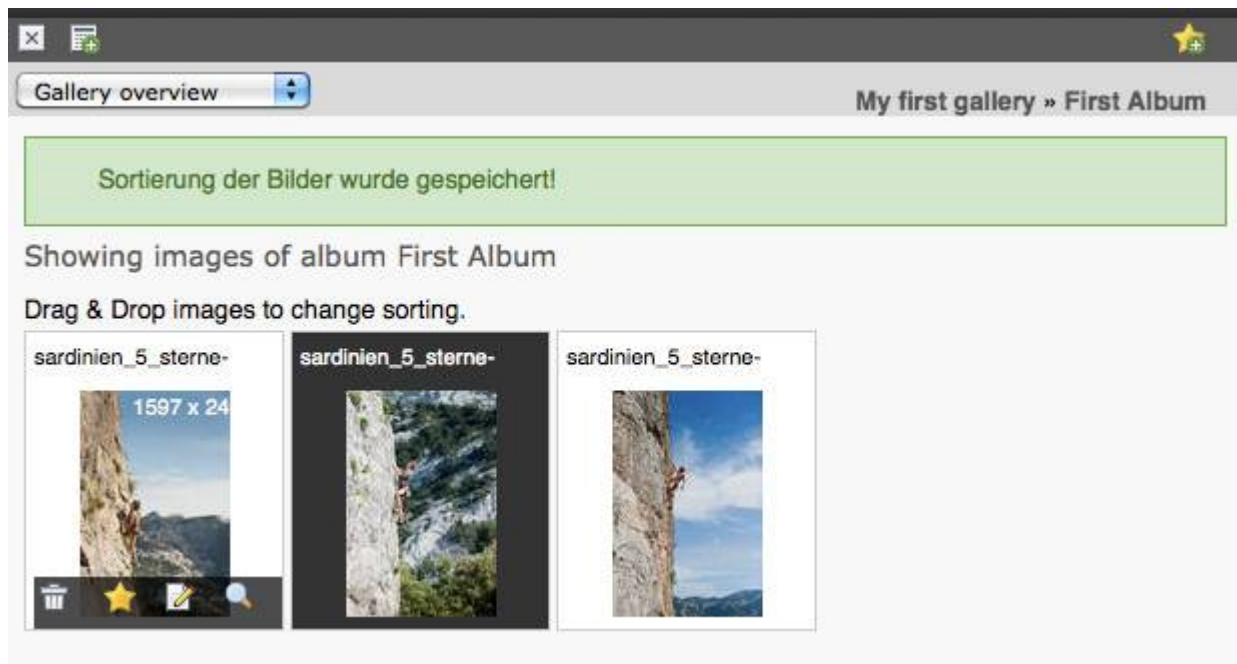 Gallery overview
My first gallery » First Album
Sortierung der Bilder wurde gespeichert!
Showing images of album First Album
Drag & Drop images to change sorting.
sardinien_5_sterne-
sardinien_5_sterne-
sardinien_5_sterne-
1597 x 24